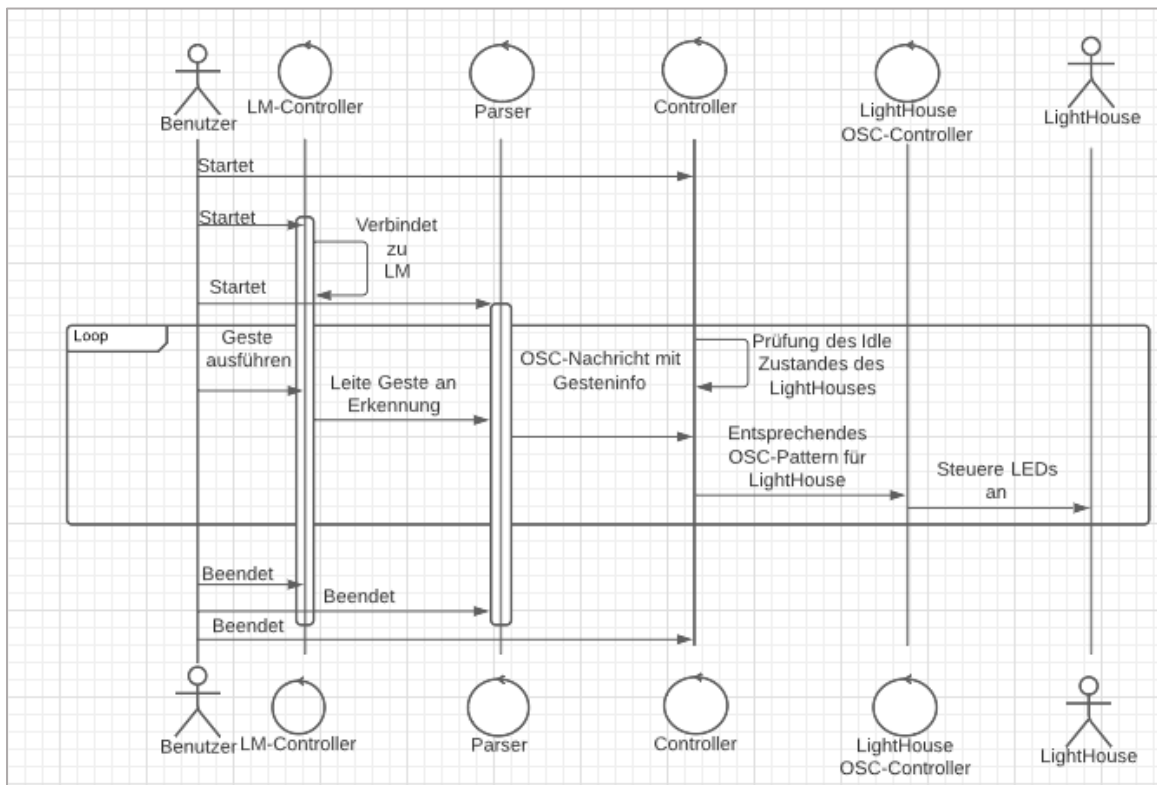 Benutzer
LM-Controller
Parser
Controller
LightHouse
OSC-Controller
LightHouse
Startet
Startet
Verbindet
zu
LM
Startet
Loop
Geste
ausführen
Leite Geste an
Erkennung
OSC-Nachricht mit
Gesteninfo
Prüfung des Idle
Zustandes des
LightHouses
Entsprechendes
OSC-Pattern für
LightHouse
Steuere LEDs
an
Beendet
Beendet
Beendet
Benutzer
LM-Controller
Parser
Controller
LightHouse
OSC-Controller
LightHouse